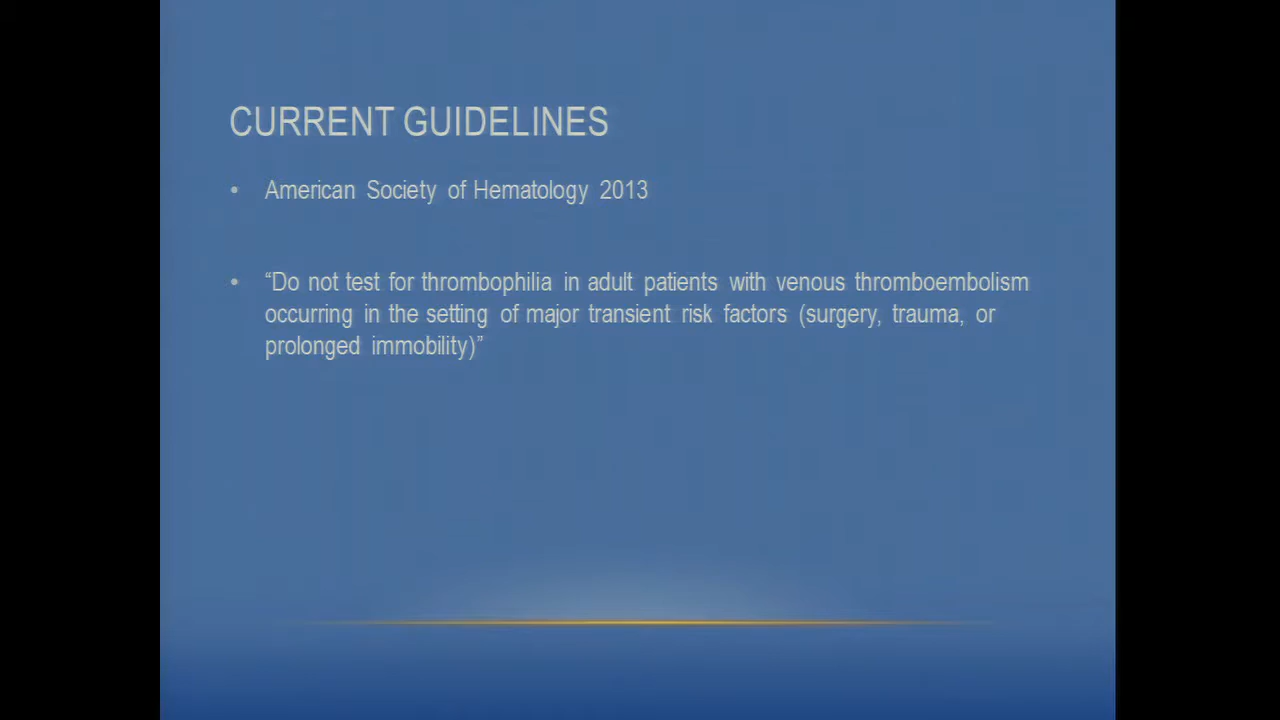 CURRENT GUIDELINES
• American Society of Hematology 2013
• “Do not test for thrombophilia in adult patients with venous thromboembolism
occurring in the setting of major transient risk factors (surgery, trauma, or
prolonged immobility)”